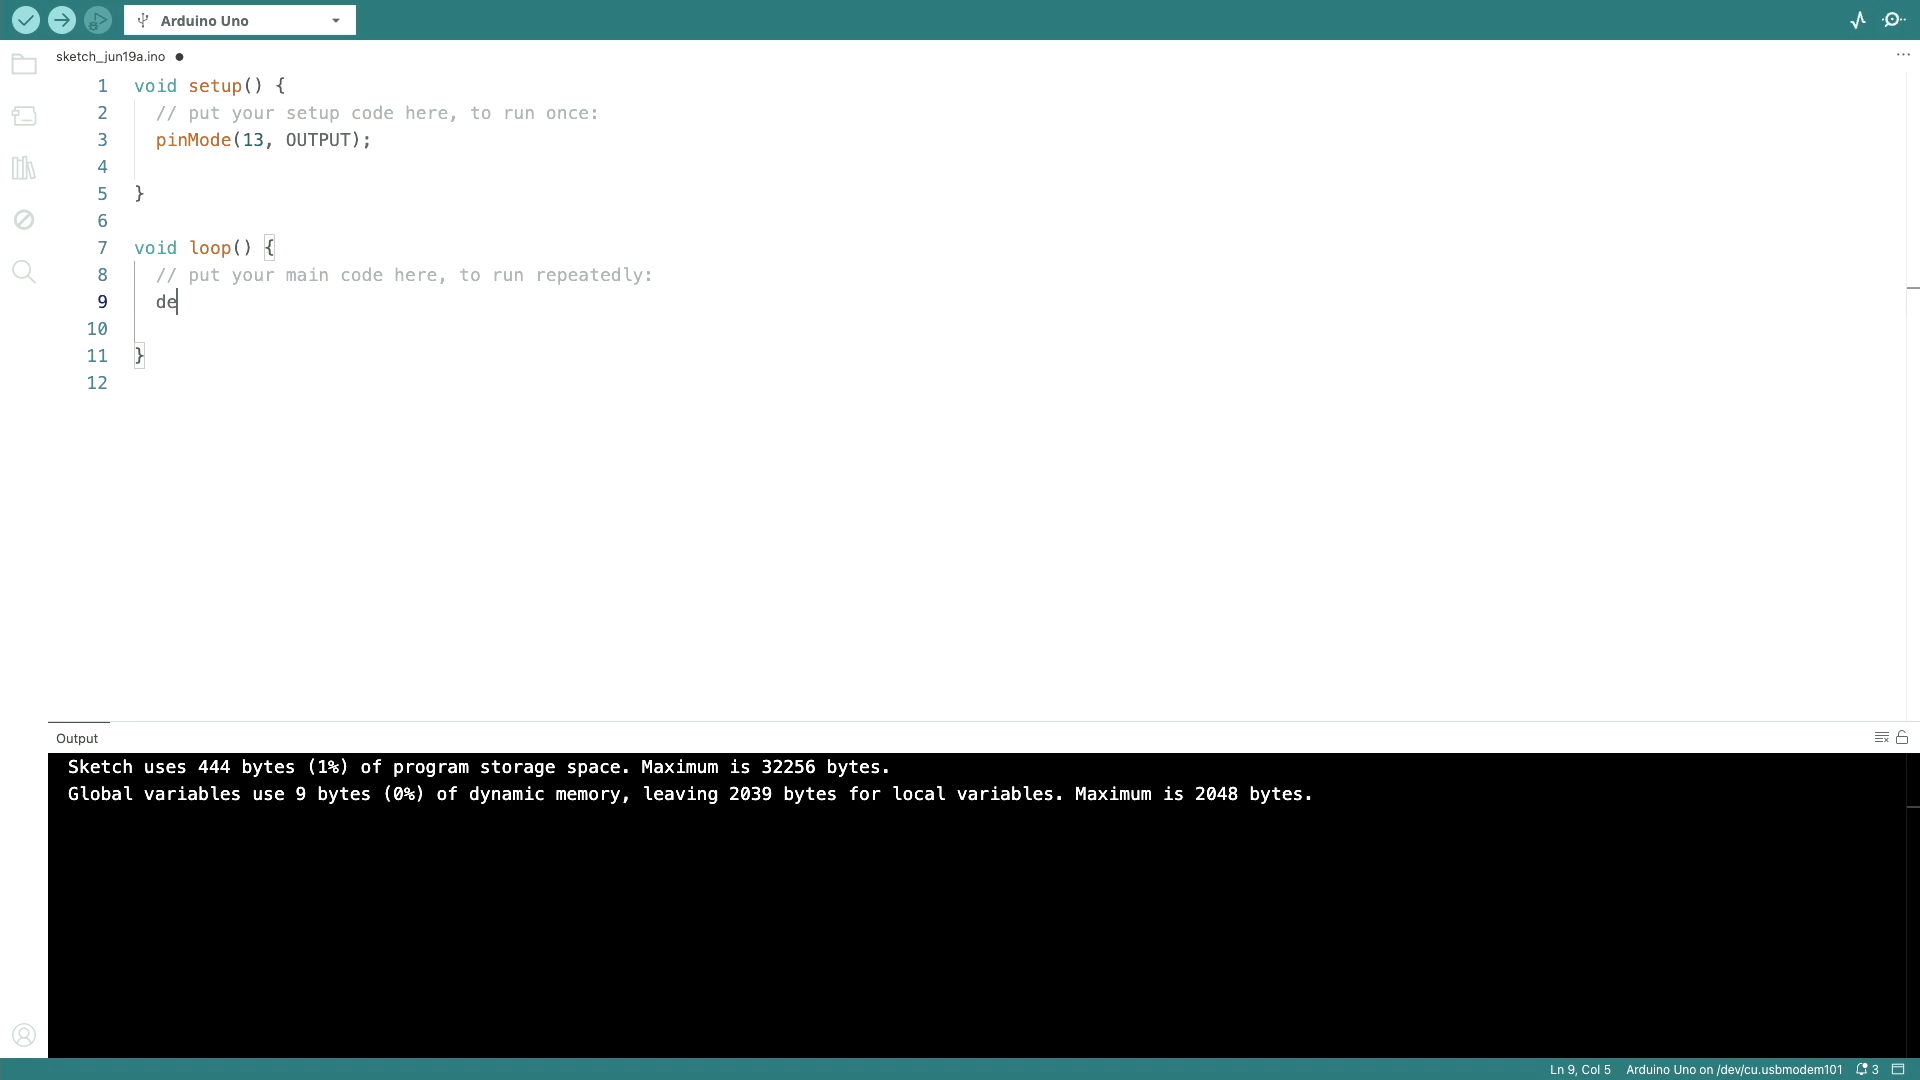 Arduino Uno
sketch_jun19a.ino
1 void setup() {
2 // put your setup code here, to run once:
3 pinMode(13, OUTPUT);
4
5 }
6
7 void loop() {
8 // put your main code here, to run repeatedly:
9 de
10
11 }
12
Output
Sketch uses 444 bytes (1%) of program storage space. Maximum is 32256 bytes.
Global variables use 9 bytes (0%) of dynamic memory, leaving 2039 bytes for local variables. Maximum is 2048 bytes.
Ln 9, Col 5 Arduino Uno on /dev/cu.usbmodem101 3